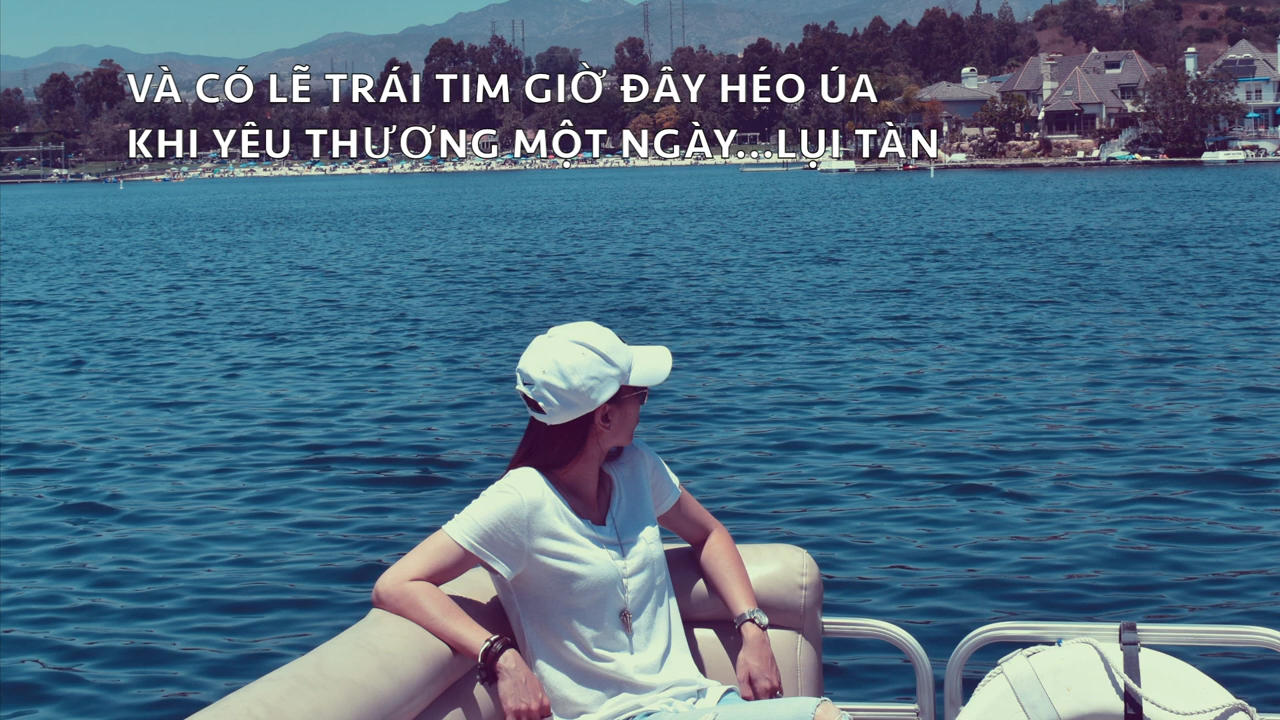 VÀ CÓ LẼ TRÁI TIM GIỜ ĐÂY HÉO ÚA
KHI YÊU THƯƠNG MỘT NGÀY...LỤI TÀN